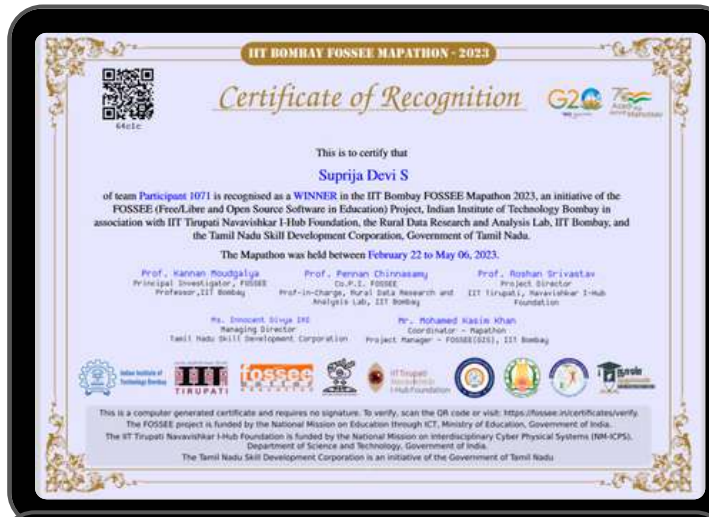 IIT BOMBAY FOSSEE MAPATHON - 2023
Certificate of Recognition
G20
75
Azadi Ka
Amrit Mahotsav
64c1c
This is to certify that
Suprija Devi S
of team Participant 1071 is recognised as a WINNER in the IIT Bombay FOSSEE Mapathon 2023, an initiative of the
FOSSEE (Free/Libre and Open Source Software in Education) Project, Indian Institute of Technology Bombay in
association with IIT Tirupati Navavishkar I-Hub Foundation, the Rural Data Research and Analysis Lab, IIT Bombay, and
the Tamil Nadu Skill Development Corporation, Government of Tamil Nadu.
The Mapathon was held between February 22 to May 06, 2023.
Prof. Kannan Moudgalya
Principal Investigator, FOSSEE
Professor,IIT Bombay
Prof. Pennan Chinnasamy
Co.P.I. FOSSEE
Prof-in-Charge, Rural Data Research and
Analysis Lab, IIT Bombay
Prof. Roshan Srivastav
Project Director
IIT Tirupati, Navavishkar I-Hub
Foundation
Ms. Innocent Divya IAS
Managing Director
Tamil Nadu Skill Development Corporation
Mr. Mohamed Kasim Khan
Coordinator - Mapathon
Project Manager - FOSSEE(GIS), IIT Bombay
Indian Institute of
Technology Bombay
TIRUPATI
fossee
IIT Tirupati
Navavishkar
I-Hub Foundation
This is a computer generated certificate and requires no signature. To verify, scan the QR code or visit: https://fossee.in/certificates/verify.
The FOSSEE project is funded by the National Mission on Education through ICT, Ministry of Education, Government of India.
The IIT Tirupati Navavishkar I-Hub Foundation is funded by the National Mission on Interdisciplinary Cyber Physical Systems (NM-ICPS),
Department of Science and Technology, Government of India.
The Tamil Nadu Skill Development Corporation is an initiative of the Government of Tamil Nadu